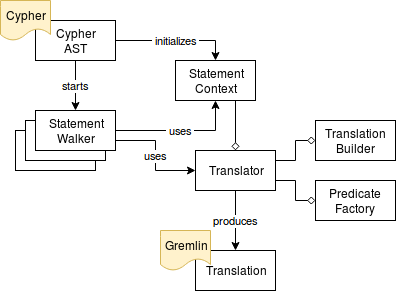 Cypher
Cypher
AST
initializes
starts
Statement
Context
Statement
Walker
uses
uses
Translator
Translation
Builder
Predicate
Factory
produces
Gremlin
Translation